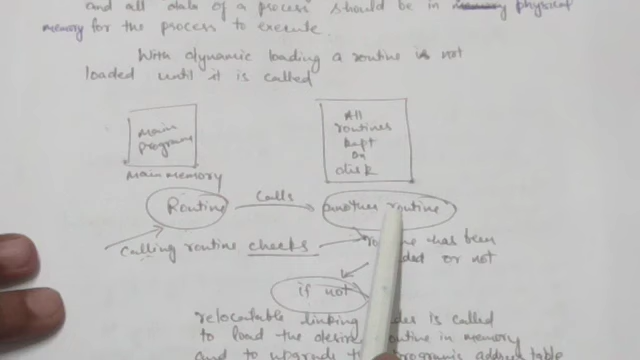 and all data of a process should be in physical
memory for the process to execute.
With dynamic loading a routine is not
loaded until it is called
Main
Program
Main memory
All
routines
kept
on
disk
Routine
Calls
another routine
Calling routine checks
has been
or not
if not
relocatable linking is called
to load the desired routine in memory
and to upgrade programs address table